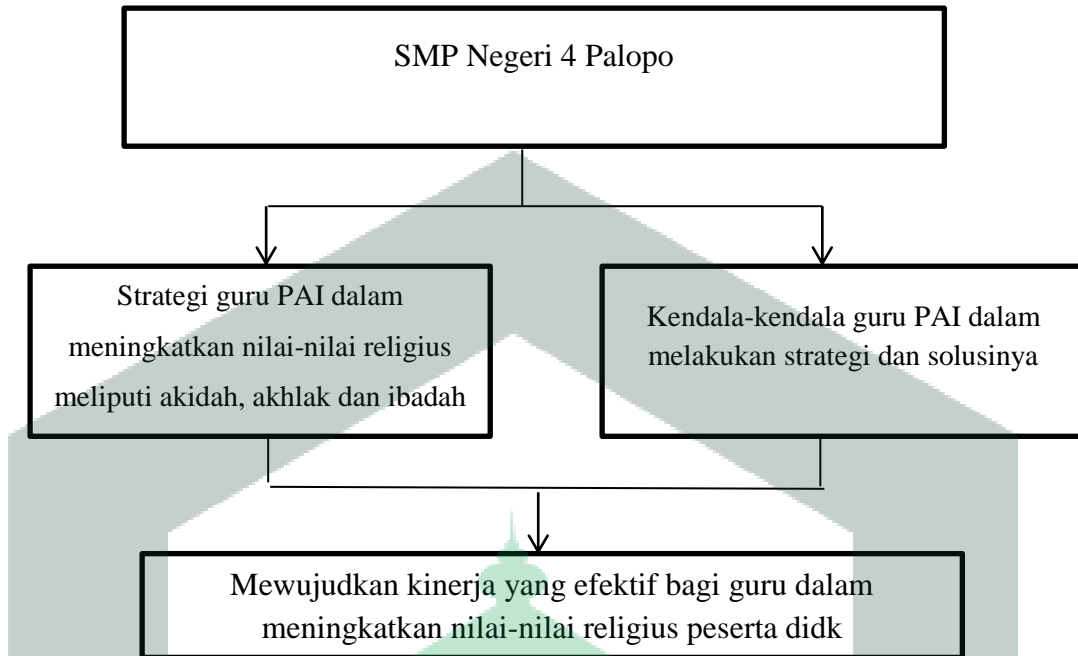 SMP Negeri 4 Palopo
Strategi guru PAI dalam
meningkatkan nilai-nilai religius
meliputi akidah, akhlak dan ibadah
Kendala-kendala guru PAI dalam
melakukan strategi dan solusinya
Mewujudkan kinerja yang efektif bagi guru dalam
meningkatkan nilai-nilai religius peserta didk